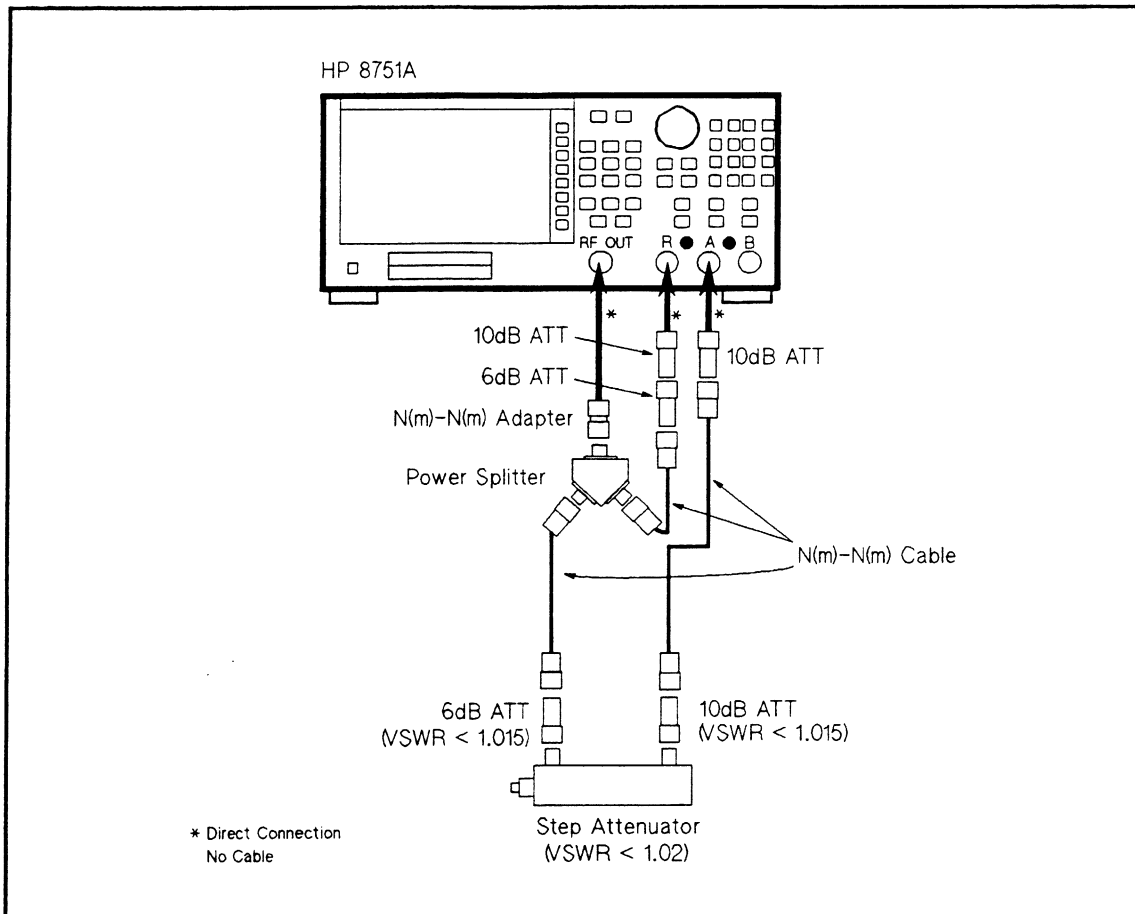 HP 8751A
RF OUT
R
A
B
*
*
*
10dB ATT
10dB ATT
6dB ATT
N(m)-N(m) Adapter
Power Splitter
N(m)-N(m) Cable
6dB ATT
(VSWR < 1.015)
10dB ATT
(VSWR < 1.015)
Step Attenuator
(VSWR < 1.02)
* Direct Connection
No Cable